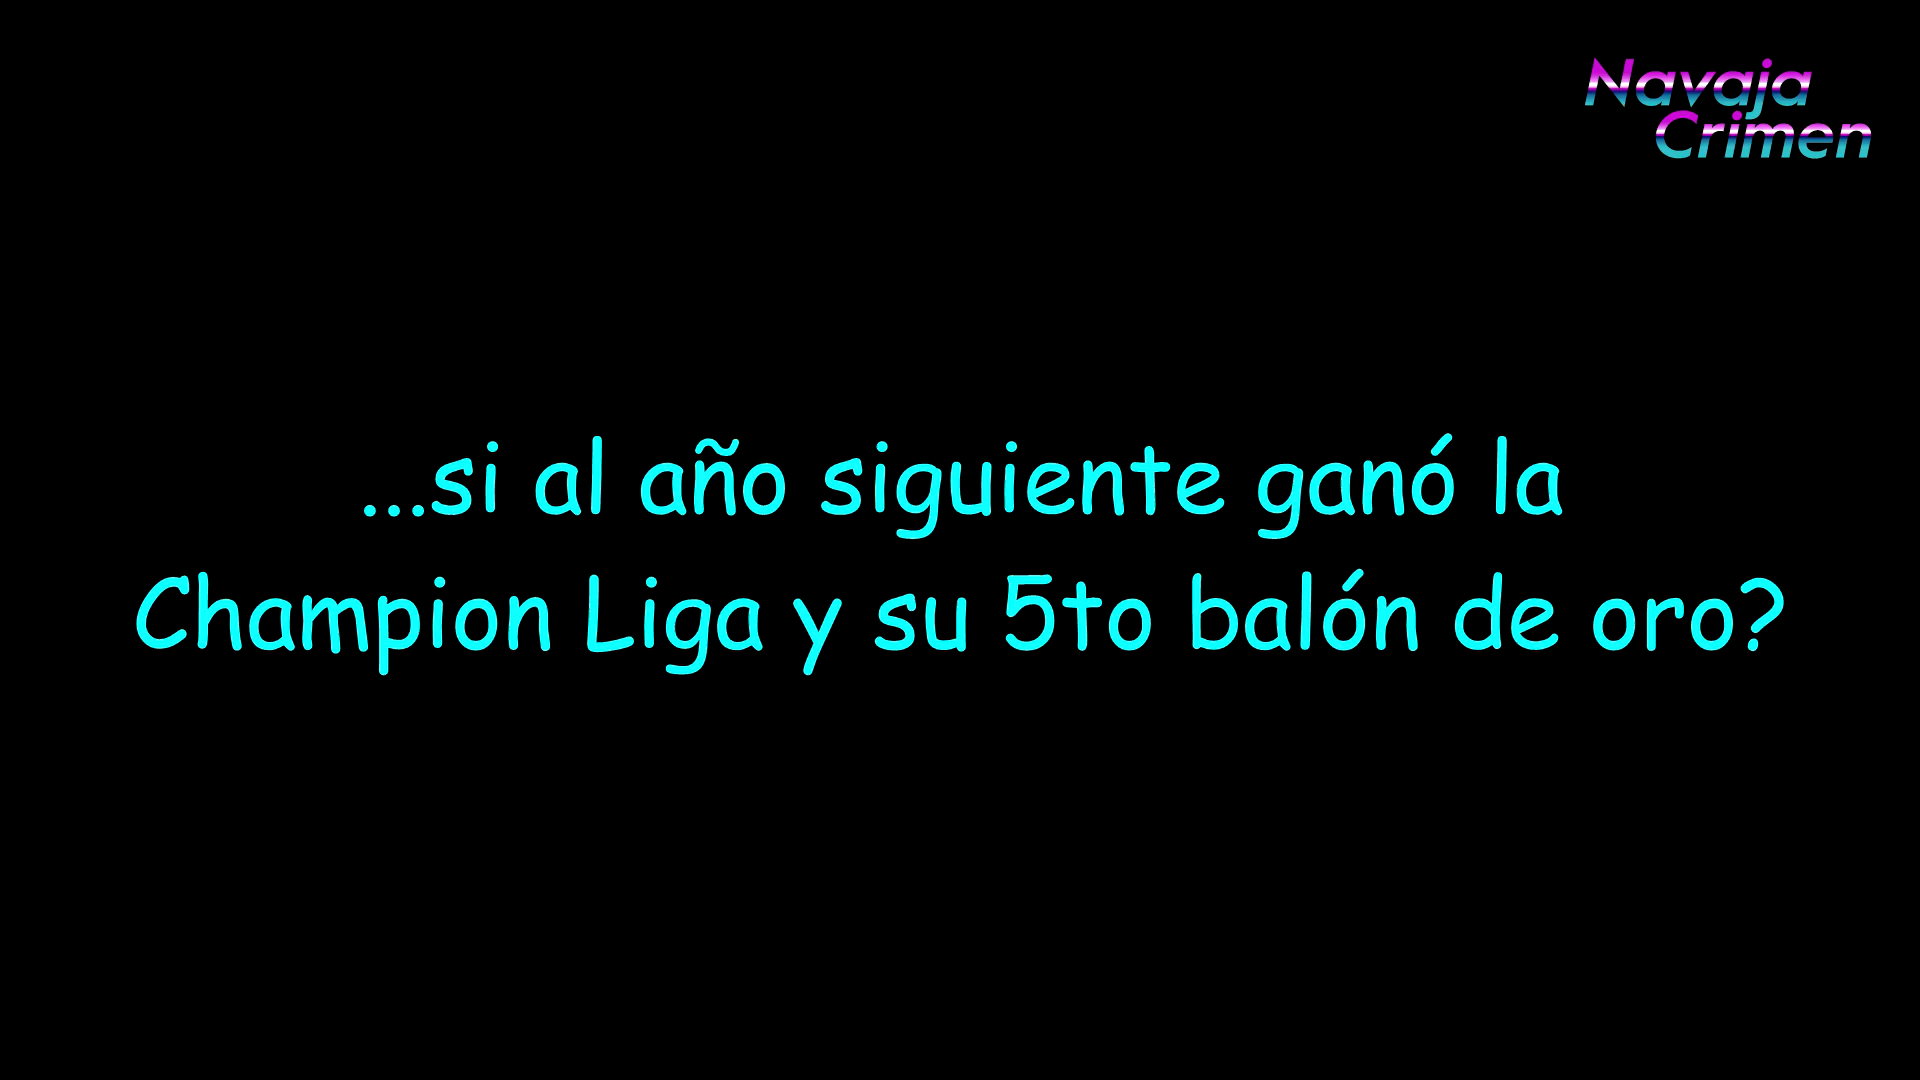 Navaja
Crimen
...si al año siguiente ganó la
Champion Liga y su 5to balón de oro?